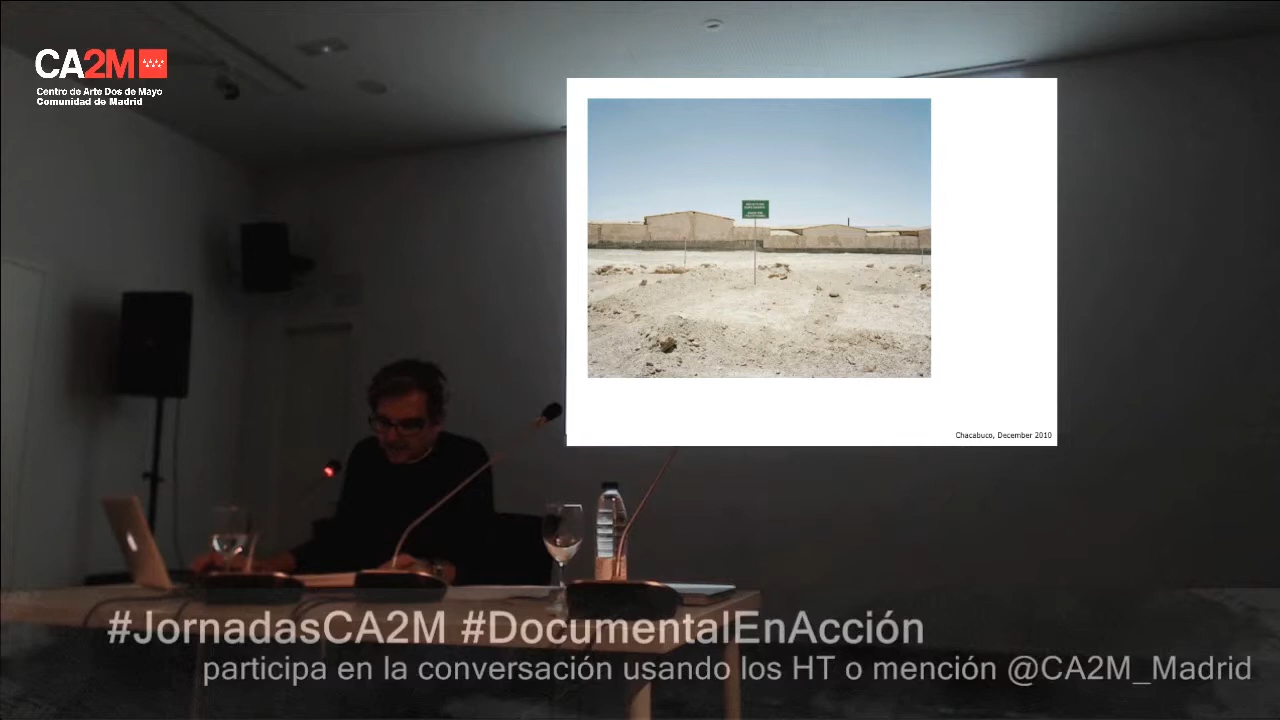 CA2M
Centro de Arte Dos de Mayo
Comunidad de Madrid
Chacabuco, December 2010
#JornadasCA2M #DocumentalEnAcción
participa en la conversación usando los HT o mención @CA2M_Madrid